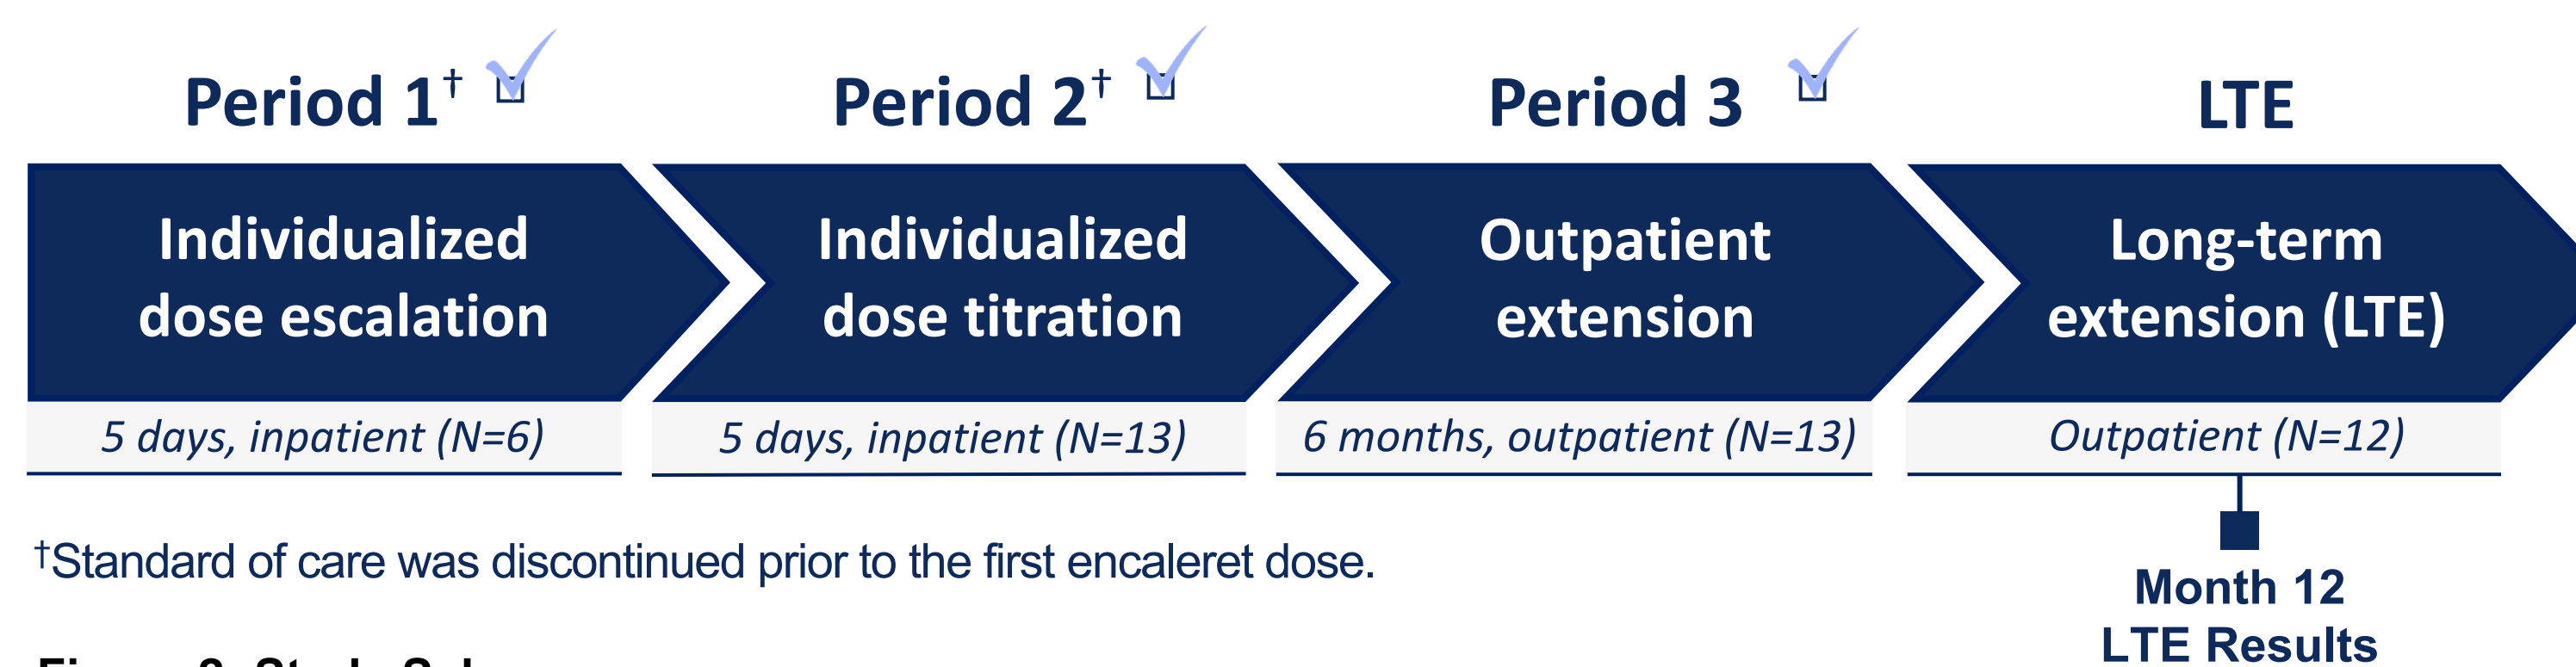 Period 1†
Period 2†
Period 3
LTE
Individualized
dose escalation
Individualized
dose titration
Outpatient
extension
Long-term
extension (LTE)
5 days, inpatient (N=6)
5 days, inpatient (N=13)
6 months, outpatient (N=13)
Outpatient (N=12)
†Standard of care was discontinued prior to the first encaleret dose.
Month 12
LTE Results